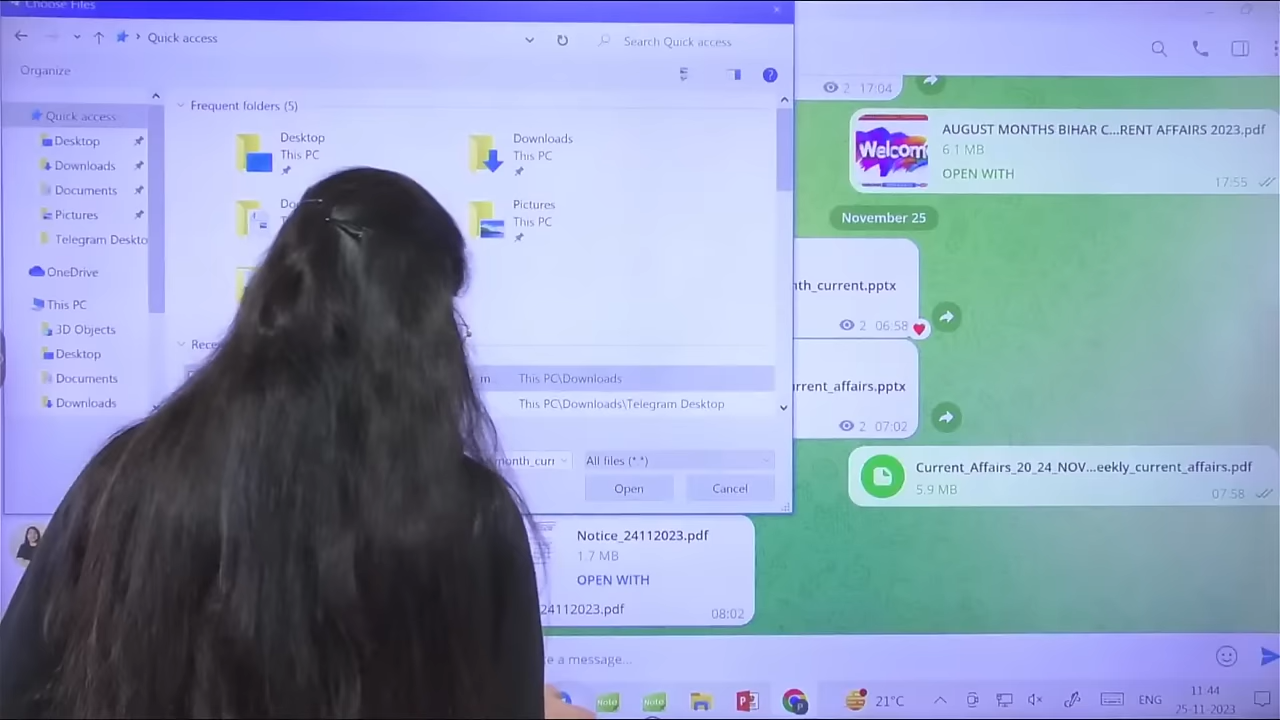 Choose Files
Quick access
Search Quick access
Organize
Quick access
Desktop
Downloads
Documents
Pictures
Telegram Deskto
OneDrive
This PC
3D Objects
Desktop
Documents
Downloads
Frequent folders (5)
Desktop
This PC
Downloads
This PC
Pictures
This PC
This PC\Downloads
This PC\Downloads\Telegram Desktop
All files (*.*)
Open
Cancel
2 17:04
Welcom
AUGUST MONTHS BIHAR C...RENT AFFAIRS 2023.pdf
6.1 MB
OPEN WITH
17:55
November 25
nth_current.pptx
2 06:58
rrent_affairs.pptx
2 07:02
Current_Affairs_20_24_NOV...eekly_current_affairs.pdf
5.9 MB
07:58
Notice_24112023.pdf
1.7 MB
OPEN WITH
24112023.pdf
08:02
e a message...
Note
Note
21°C
ENG
11:44
25-11-2023